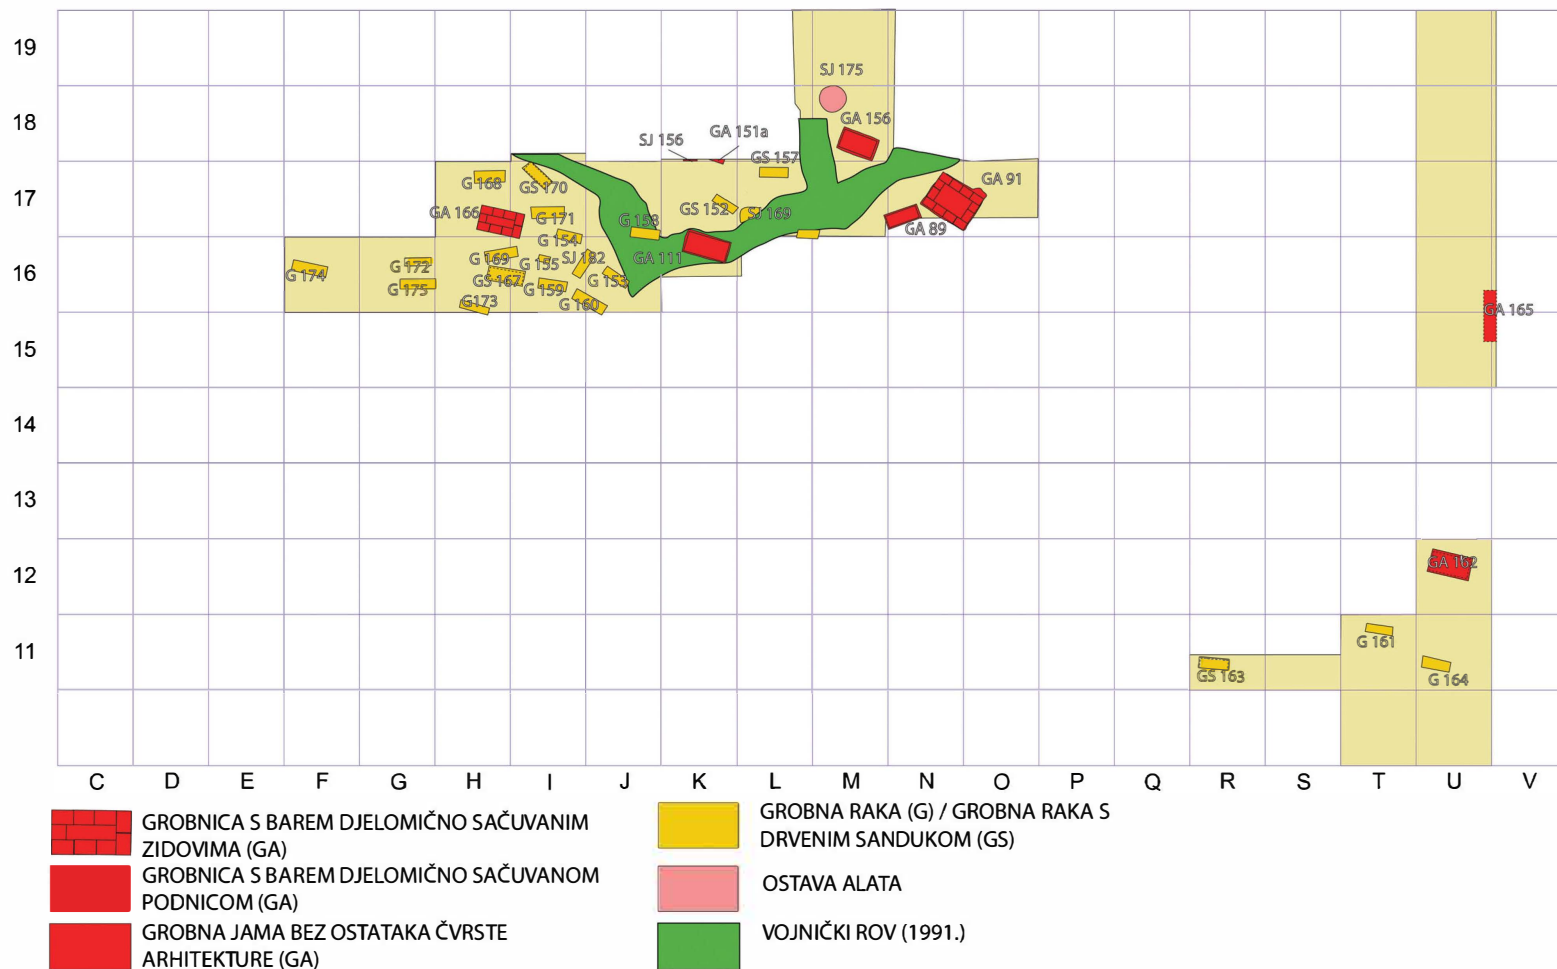 19
SJ 175
18
GA 156
SJ 156
GA 151a
GS 157
17
G 168
GS 170
GA 91
GA 166
G 171
G 158
GS 152
SJ 169
GA 89
G 154
16
G 174
G 172
G 169
G 155
SJ 182
GA 111
G 175
GS 167
G 159
G 153
G173
G 160
GA 165
15
14
13
12
GA 162
11
G 161
GS 163
G 164
C D E F G H I J K L M N O P Q R S T U V
GROBNICA S BAREM DJELOMIČNO SAČUVANIM
ZIDOVIMA (GA)
GROBNICA S BAREM DJELOMIČNO SAČUVANOM
PODNICOM (GA)
GROBNA JAMA BEZ OSTATAKA ČVRSTE
ARHITEKTURE (GA)
GROBNA RAKA (G) / GROBNA RAKA S
DRVENIM SANDUKOM (GS)
OSTAVA ALATA
VOJNIČKI ROV (1991.)